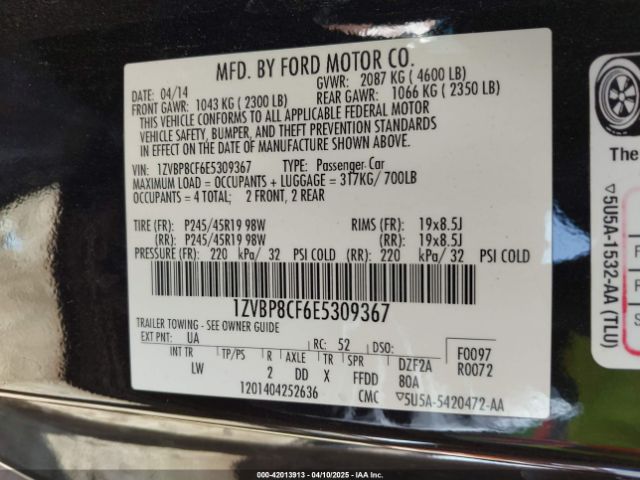 MFD. BY FORD MOTOR CO.
DATE: 04/14
GVWR: 2087 KG ( 4600 LB)
FRONT GAWR: 1043 KG ( 2300 LB)
REAR GAWR: 1066 KG ( 2350 LB)
THIS VEHICLE CONFORMS TO ALL APPLICABLE FEDERAL MOTOR
VEHICLE SAFETY, BUMPER, AND THEFT PREVENTION STANDARDS
IN EFFECT ON THE DATE OF MANUFACTURE SHOWN ABOVE.
VIN: 1ZVBP8CF6E5309367 TYPE: Passenger Car
MAXIMUM LOAD = OCCUPANTS + LUGGAGE = 317KG/ 700LB
OCCUPANTS = 4 TOTAL; 2 FRONT, 2 REAR
TIRE (FR): P245/45R19 98W RIMS (FR): 19x8.5J
(RR): P245/45R19 98W (RR): 19x8.5J
PRESSURE (FR): 220 kPa/ 32 PSI COLD (RR): 220 kPa/ 32 PSI COLD
1ZVBP8CF6E5309367
TRAILER TOWING - SEE OWNER GUIDE
EXT PNT: UA RC: 52 DSO: F0097
INT TR TP/PS R AXLE TR SPR DZF2A R0072
LW 2 DD X FFDD 80A
1201404252636 CMC ▽5U5A-5420472-AA
The
▽5U5A-1532-AA (TLU)
F
F
S
000-42013913 - 04/10/2025 - IAAI, INC.